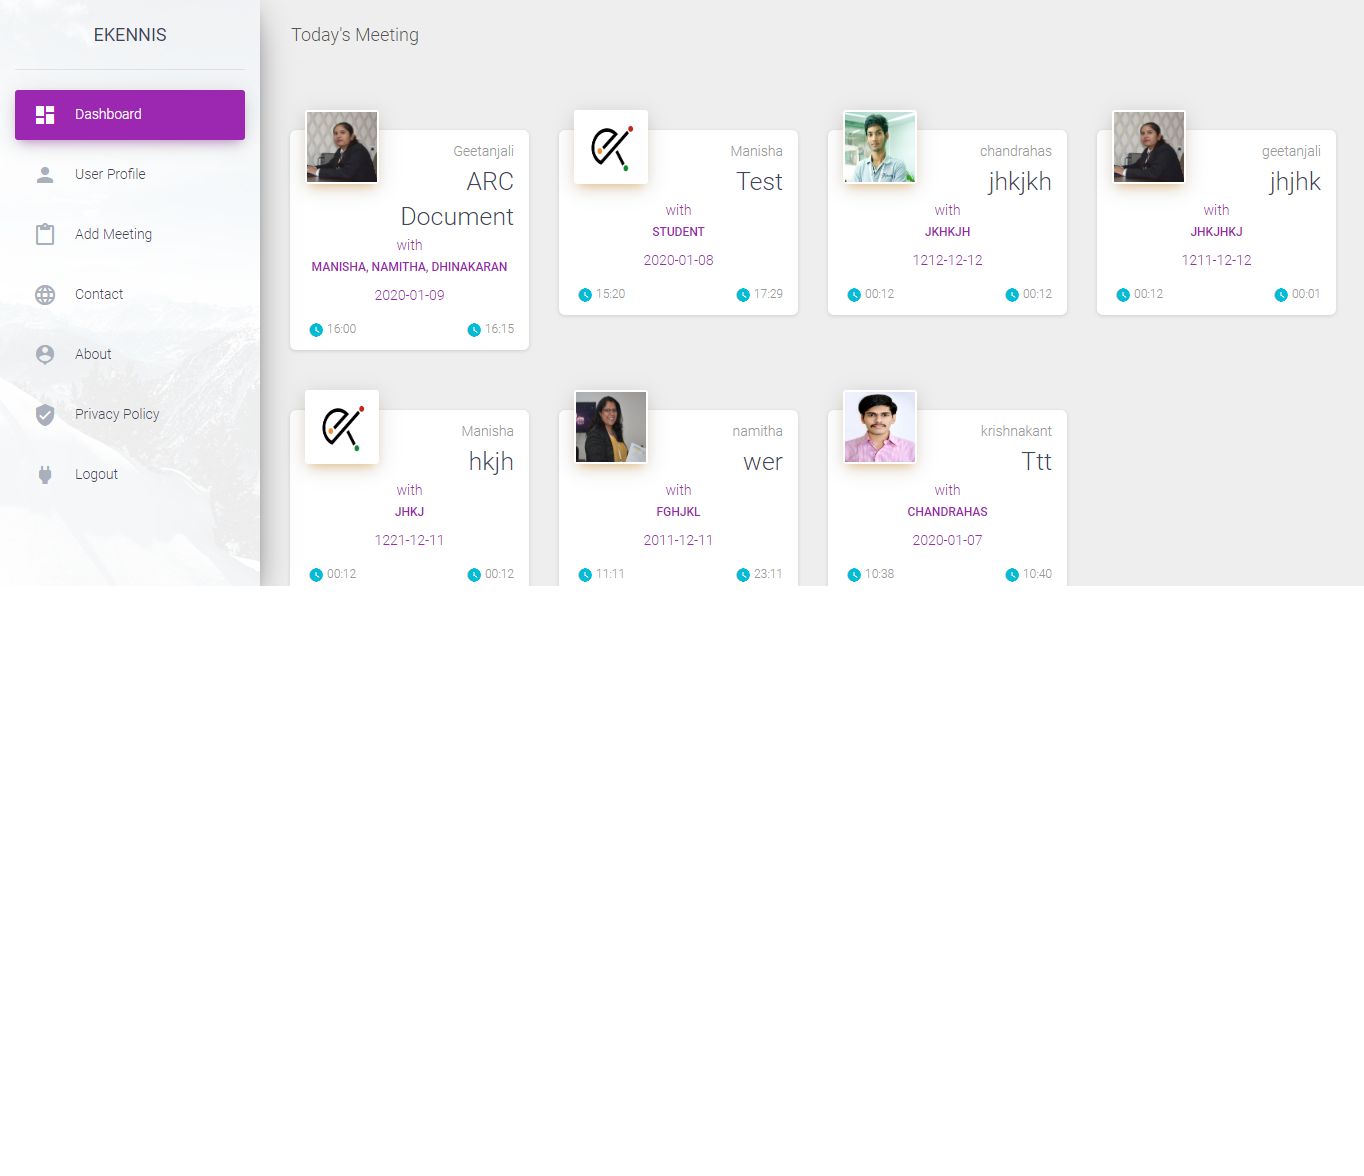 EKENNIS
Dashboard
User Profile
Add Meeting
Contact
About
Privacy Policy
Logout
Today's Meeting
Geetanjali
ARC
Document
with
MANISHA, NAMITHA, DHINAKARAN
2020-01-09
16:00 16:15
Manisha
Test
with
STUDENT
2020-01-08
15:20 17:29
chandrahas
jhkjkh
with
JKHKJH
1212-12-12
00:12 00:12
geetanjali
jhjhk
with
JHKJHKJ
1211-12-12
00:12 00:01
Manisha
hkjh
with
JHKJ
1221-12-11
00:12 00:12
namitha
wer
with
FGHJKL
2011-12-11
11:11 23:11
krishnakant
Ttt
with
CHANDRAHAS
2020-01-07
10:38 10:40